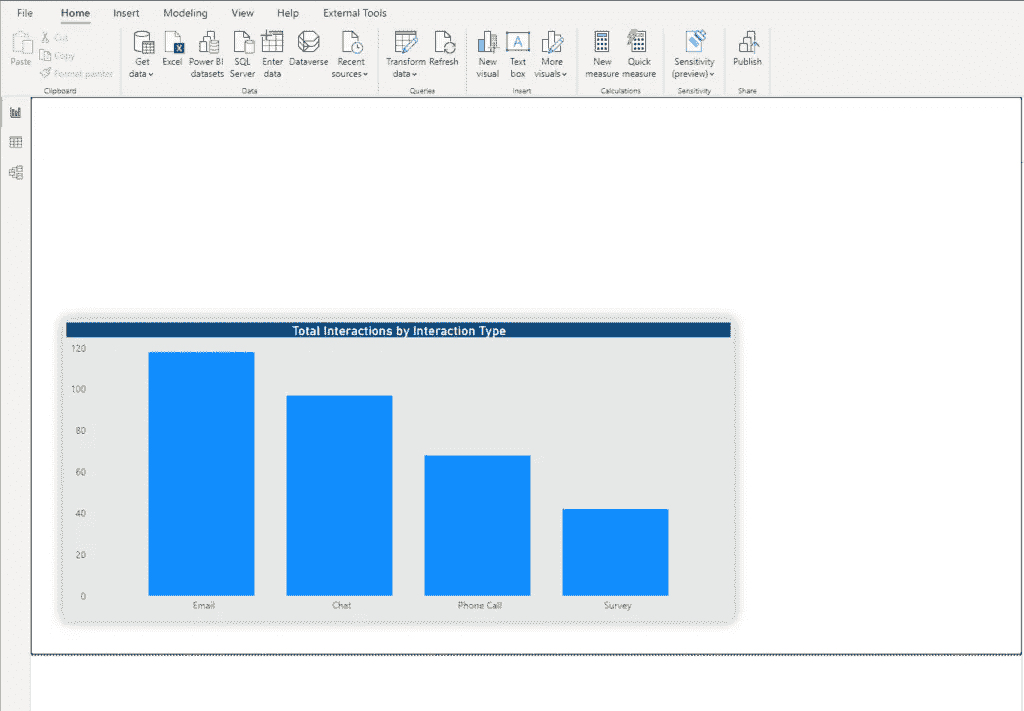 File Home Insert Modeling View Help External Tools
Paste
Cut
Copy
Format painter
Clipboard
Get data
Excel
Power BI datasets
SQL Server
Enter data
Dataverse
Recent sources
Data
Transform data
Refresh
Queries
New visual
A
Text box
More visuals
Insert
New measure
Quick measure
Calculations
Sensitivity (preview)
Sensitivity
Publish
Share
Total Interactions by Interaction Type
120
100
80
60
40
20
0
Email Chat Phone Call Survey